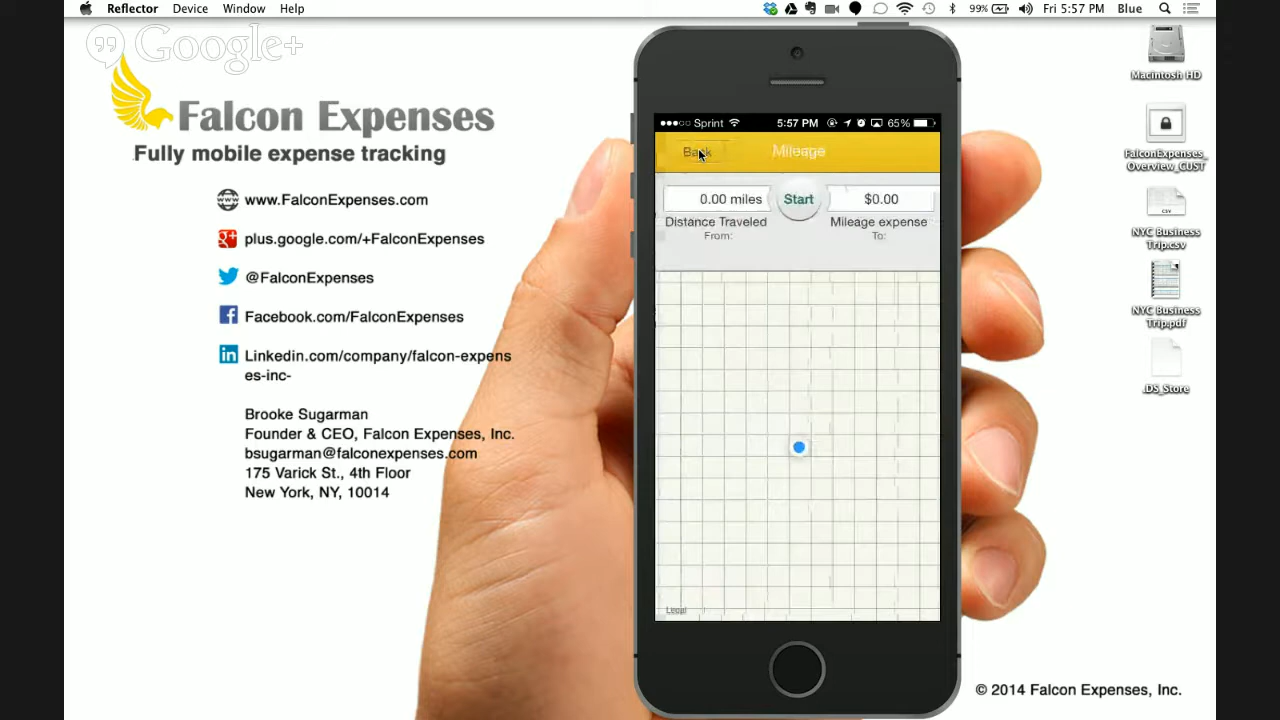 Reflector Device Window Help
99% Fri 5:57 PM Blue
Google+
Falcon Expenses
Fully mobile expense tracking
www.FalconExpenses.com
plus.google.com/+FalconExpenses
@FalconExpenses
Facebook.com/FalconExpenses
Linkedin.com/company/falcon-expens
es-inc-
Brooke Sugarman
Founder & CEO, Falcon Expenses, Inc.
bsugarman@falconexpenses.com
175 Varick St., 4th Floor
New York, NY, 10014
Sprint 5:57 PM 65%
Back Mileage
0.00 miles Start $0.00
Distance Traveled Mileage expense
From: To:
Legal
Macintosh HD
FalconExpenses_
Overview_CUST
CSV
NYC Business
Trip.csv
NYC Business
Trip.pdf
.DS_Store
© 2014 Falcon Expenses, Inc.